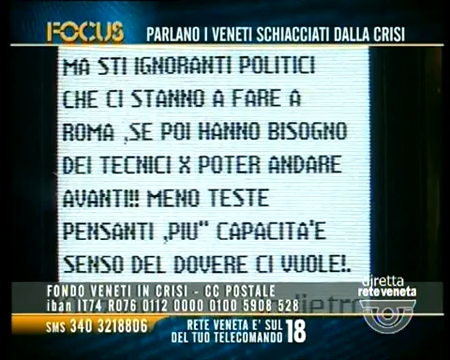 FOCUS PARLANO I VENETI SCHIACCIATI DALLA CRISI
MA STI IGNORANTI POLITICI
CHE CI STANNO A FARE A
ROMA ,SE POI HANNO BISOGNO
DEI TECNICI X POTER ANDARE
AVANTI!!! MENO TESTE
PENSANTI ,PIU" CAPACITA'E
SENSO DEL DOVERE CI VUOLE!.
FONDO VENETI IN CRISI - CC POSTALE
iban IT74 R076 0112 0000 0100 5908 528
dietro
diretta
reteveneta
SMS 340 3218806
RETE VENETA E' SUL
DEL TUO TELECOMANDO 18